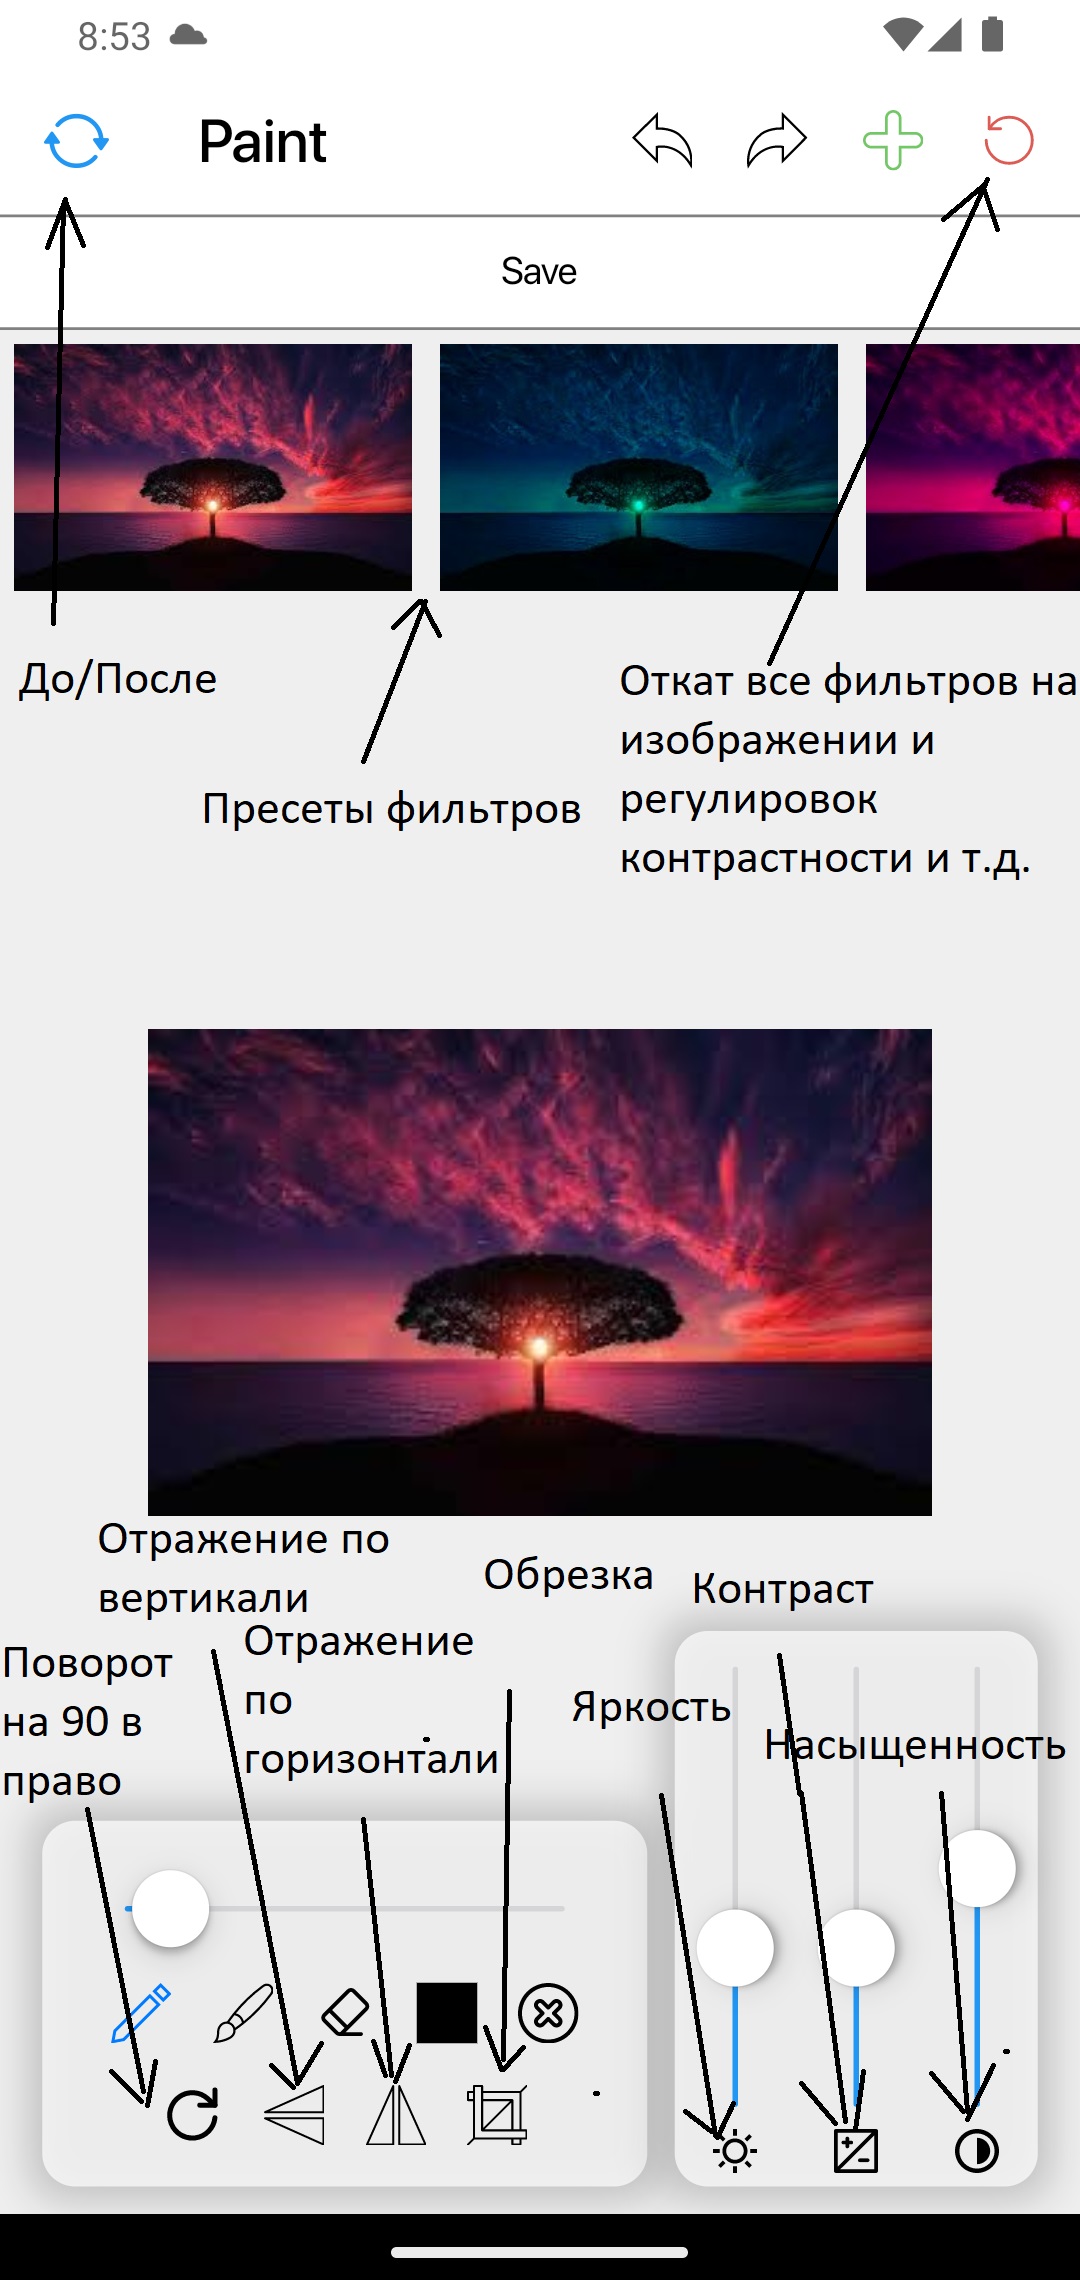 8:53
Paint
Save
До/После
Откат все фильтров на
изображении и
регулировок
контрастности и т.д.
Пресеты фильтров
Отражение по
вертикали
Обрезка
Контраст
Отражение
по
горизонтали
Поворот
на 90 в
право
Яркость
Насыщенность